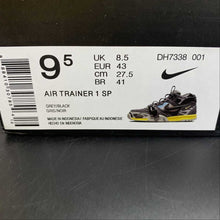 9.5
UK 8.5
EUR 43
cm 27.5
BR 41
DH7338 001
AIR TRAINER 1 SP
GREY/BLACK
GRIS/NOIR
MADE IN INDONESIA / FABRIQUE AU INDONESIE
HECHO EN INDONESIA